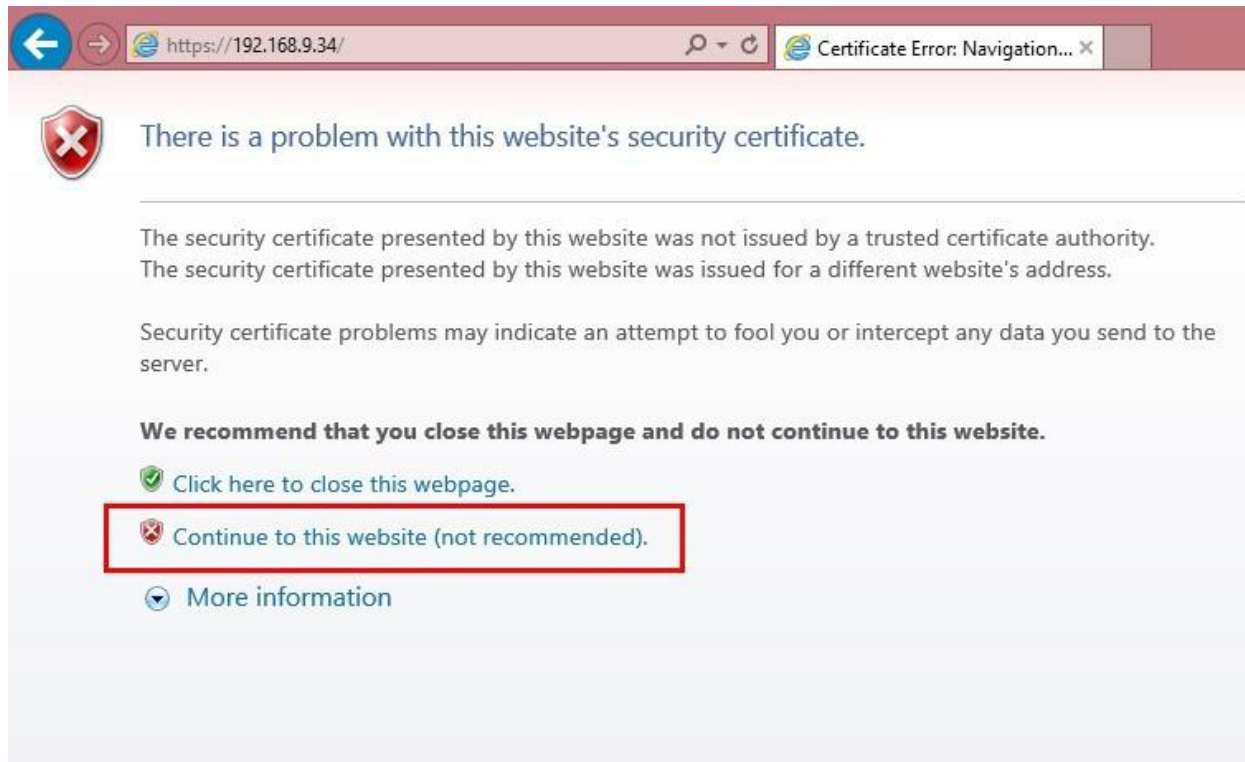 https://192.168.9.34/
Certificate Error: Navigation...
There is a problem with this website's security certificate.
The security certificate presented by this website was not issued by a trusted certificate authority.
The security certificate presented by this website was issued for a different website's address.
Security certificate problems may indicate an attempt to fool you or intercept any data you send to the
server.
We recommend that you close this webpage and do not continue to this website.
Click here to close this webpage.
Continue to this website (not recommended).
More information